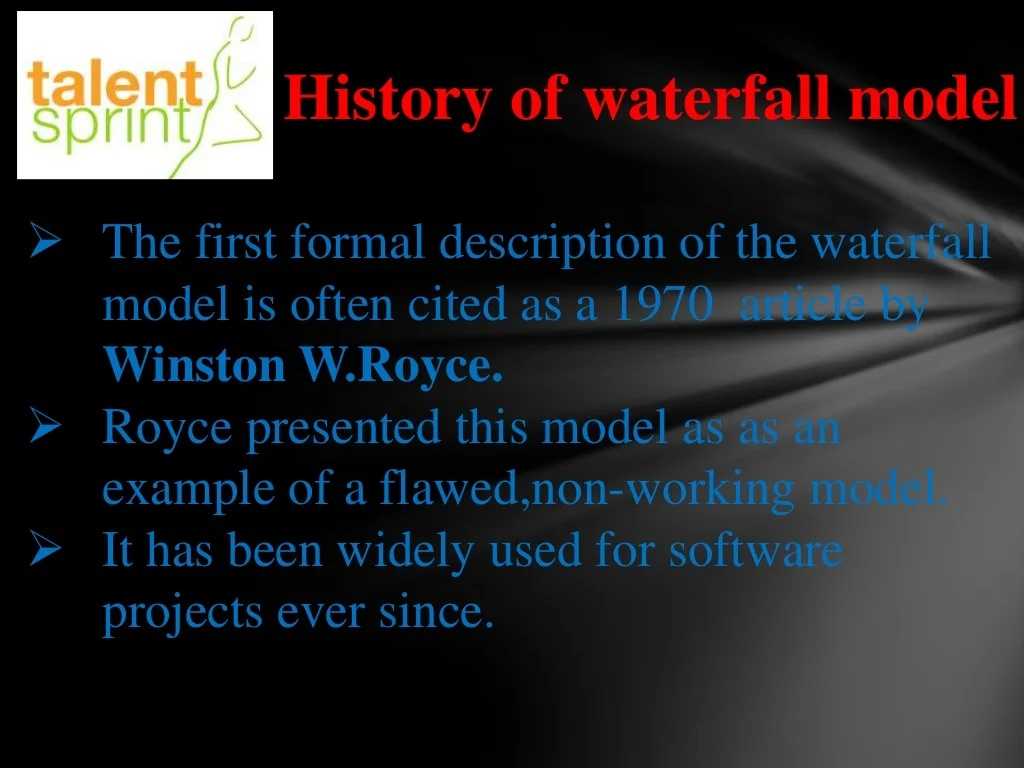 talent
sprint
History of waterfall model
➢ The first formal description of the waterfall
model is often cited as a 1970 article by
Winston W.Royce.
➢ Royce presented this model as as an
example of a flawed,non-working model.
➢ It has been widely used for software
projects ever since.